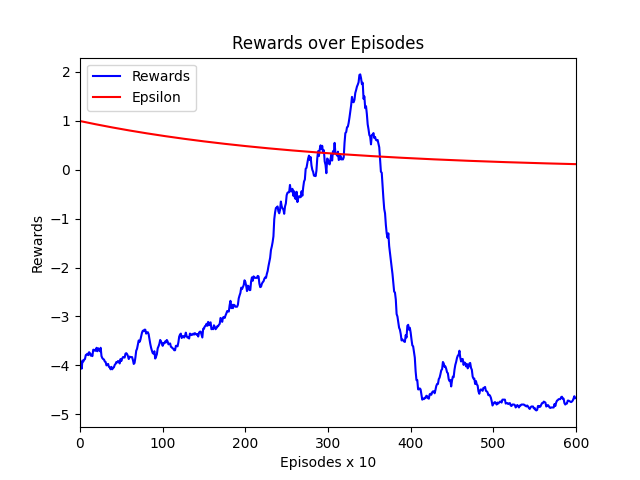 Rewards over Episodes
Rewards
Epsilon
2
1
0
−1
−2
−3
−4
−5
Rewards
0 100 200 300 400 500 600
Episodes x 10